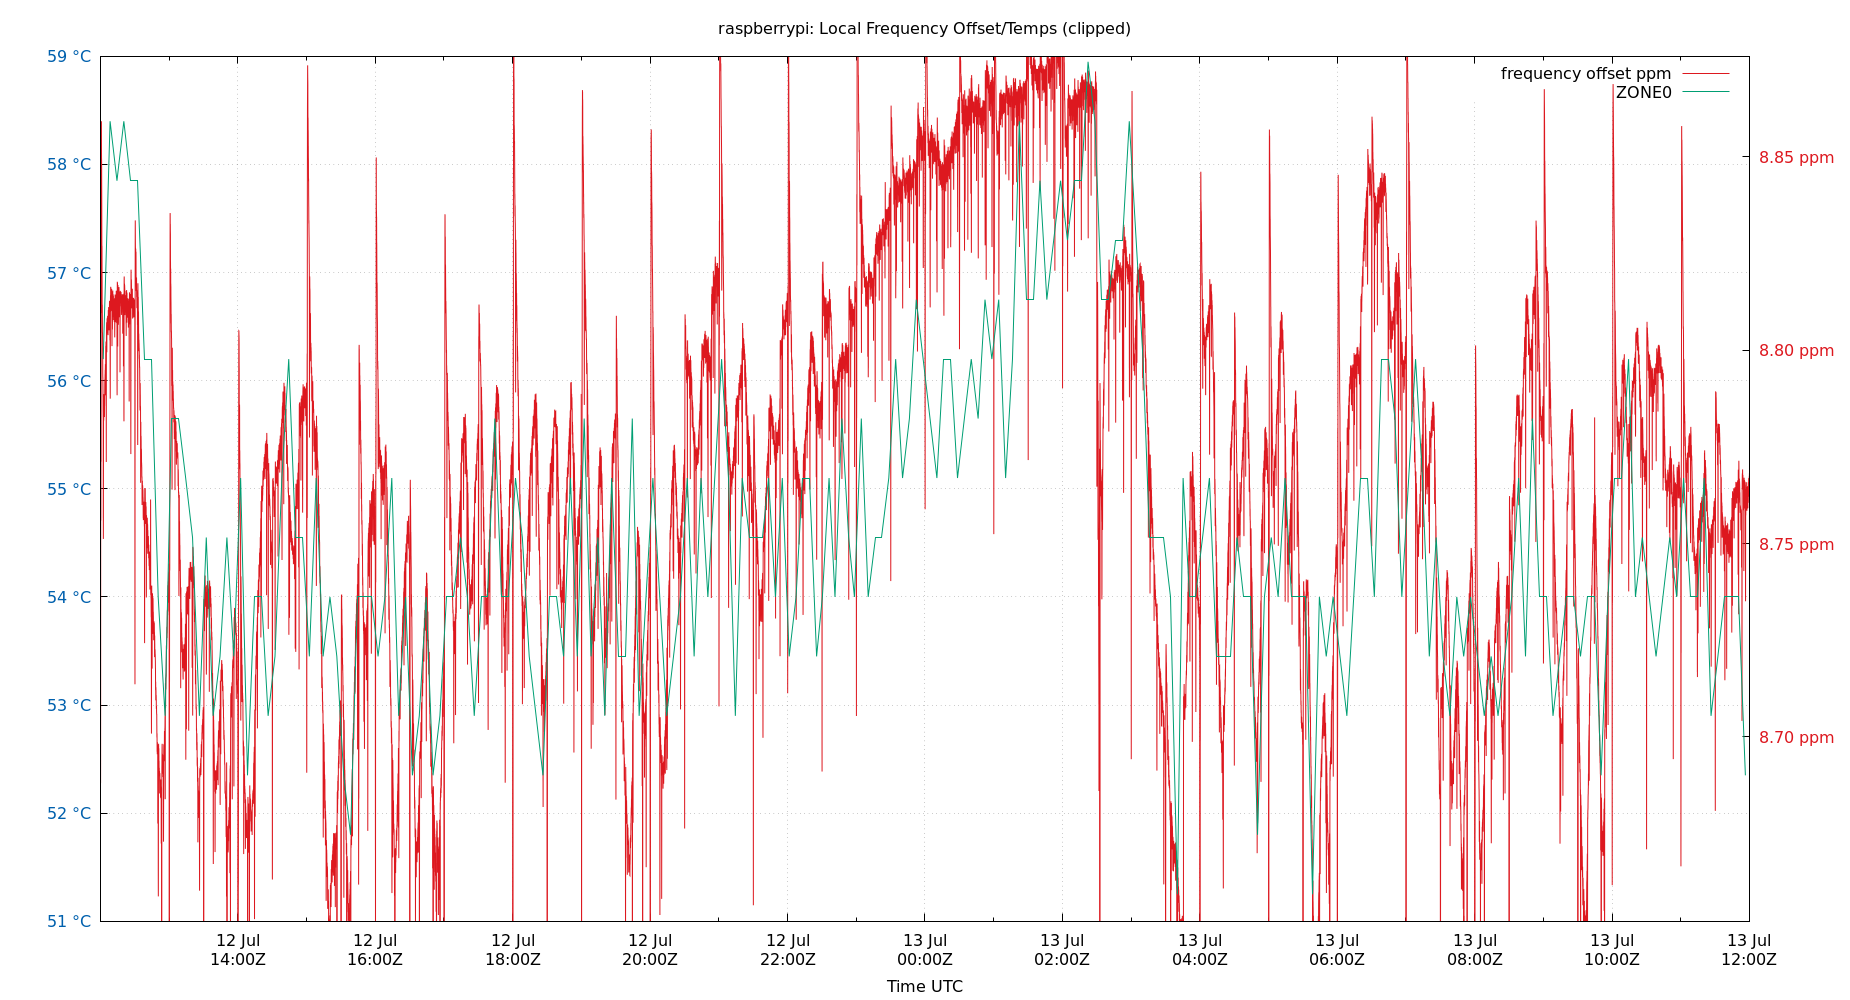 raspberrypi: Local Frequency Offset/Temps (clipped)
59 °C
58 °C
57 °C
56 °C
55 °C
54 °C
53 °C
52 °C
51 °C
frequency offset ppm
ZONE0
8.85 ppm
8.80 ppm
8.75 ppm
8.70 ppm
12 Jul
14:00Z
12 Jul
16:00Z
12 Jul
18:00Z
12 Jul
20:00Z
12 Jul
22:00Z
13 Jul
00:00Z
13 Jul
02:00Z
13 Jul
04:00Z
13 Jul
06:00Z
13 Jul
08:00Z
13 Jul
10:00Z
13 Jul
12:00Z
Time UTC